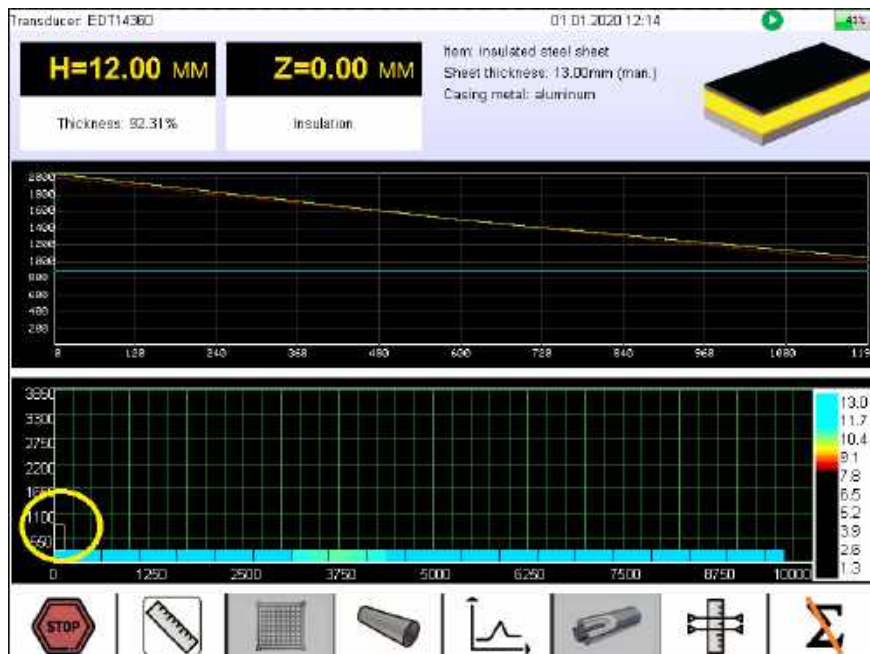 Transducer: EDT14360 01.01.2020 12:14 41%
H=12.00 MM
Z=0.00 MM
Item: insulated steel sheet
Sheet thickness: 13.00mm (man.)
Casing metal: aluminum
Thickness: 92.31%
Insulation
2000
1800
1600
1400
1200
1000
800
600
400
200
0 120 240 360 480 600 720 840 960 1080 119
3850
3300
2750
2200
1650
1100
550
0 1250 2500 3750 5000 6250 7500 8750 10000
13.0
11.7
10.4
9.1
7.8
6.5
5.2
3.9
2.6
1.3
STOP
Σ